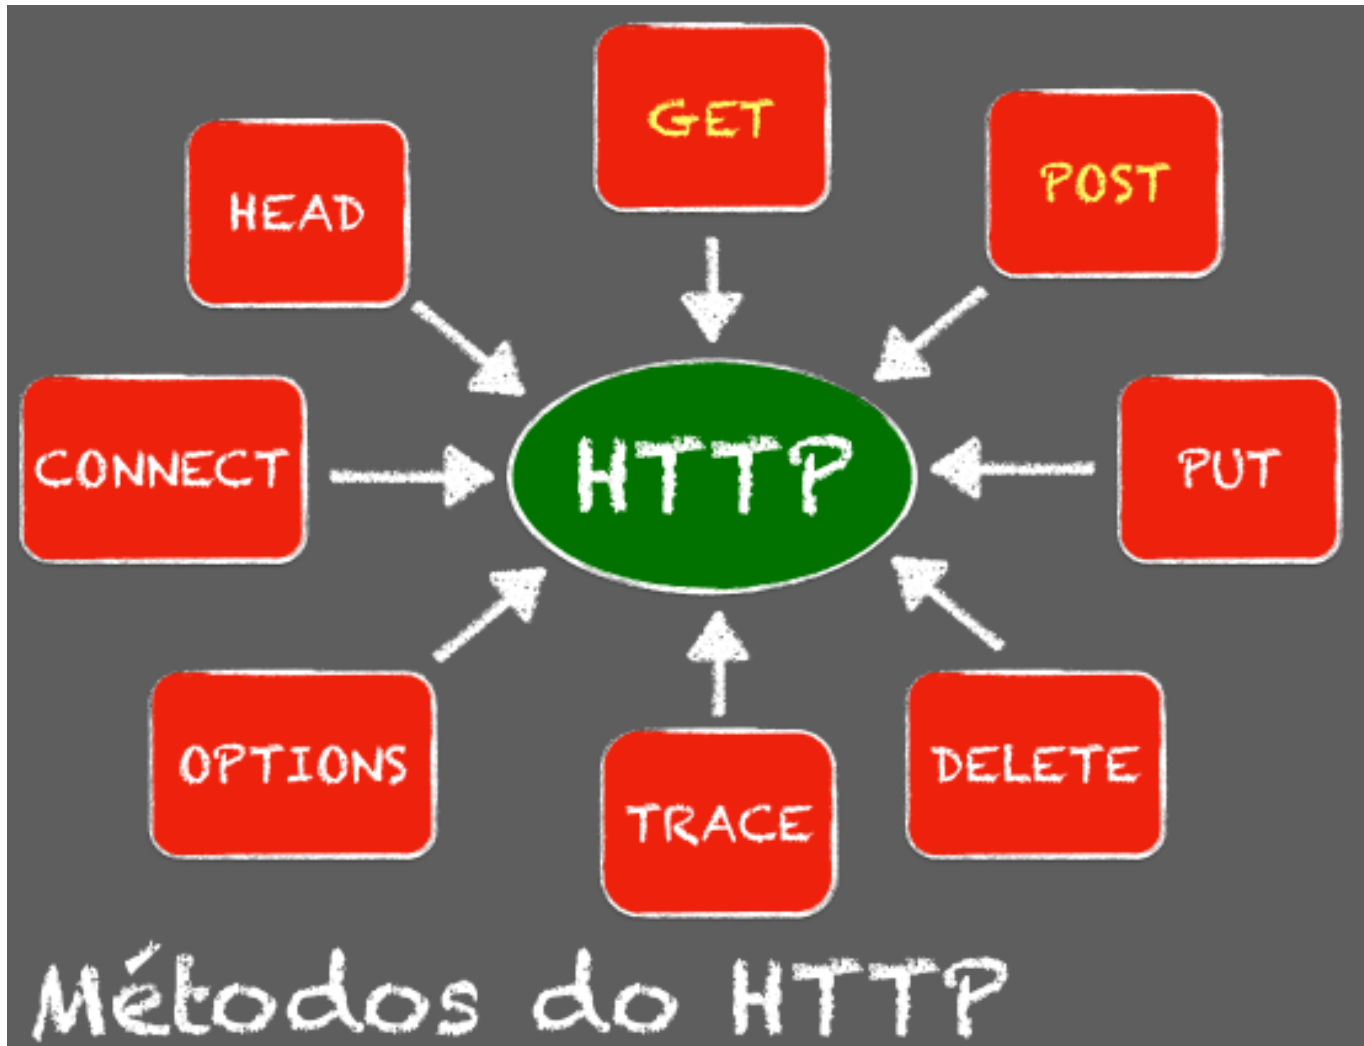 GET
POST
HEAD
HTTP
CONNECT
PUT
OPTIONS
DELETE
TRACE
Métodos do HTTP